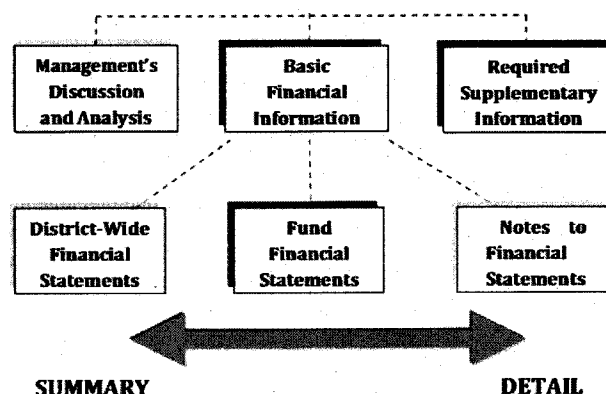 Management's
Discussion
and Analysis
Basic
Financial
Information
Required
Supplementary
Information
District-Wide
Financial
Statements
Fund
Financial
Statements
Notes to
Financial
Statements
SUMMARY
DETAIL